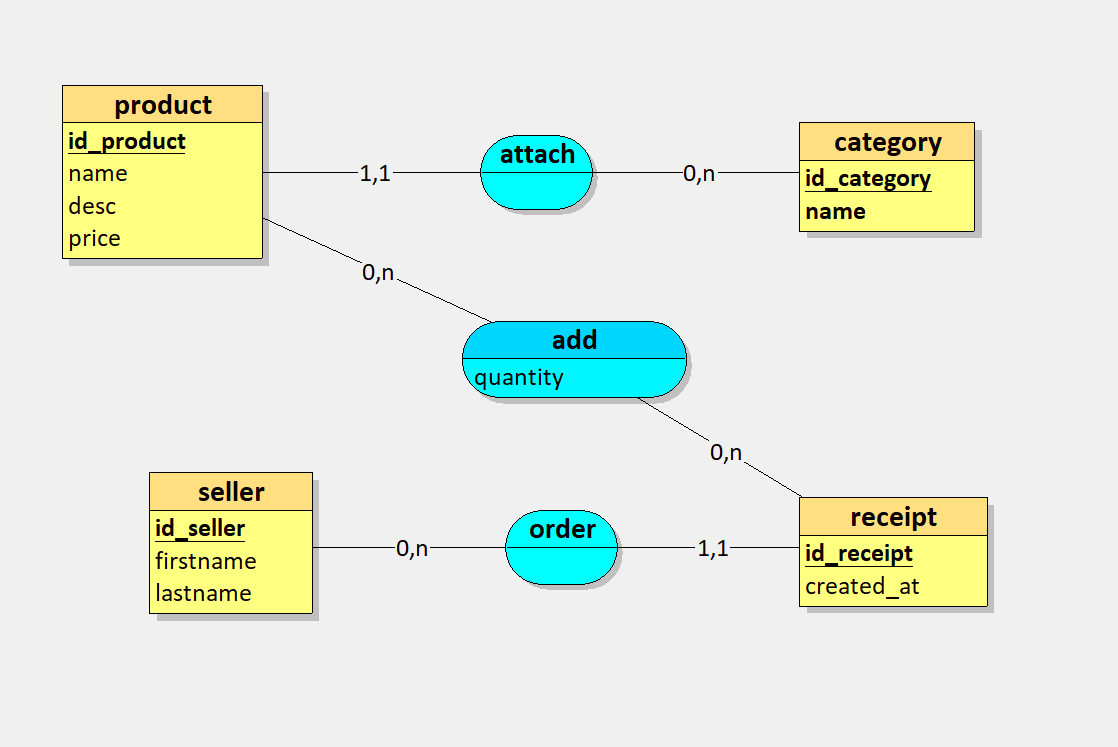 product
id_product
name
desc
price
1,1
attach
0,n
category
id_category
name
0,n
add
quantity
0,n
seller
id_seller
firstname
lastname
0,n
order
1,1
receipt
id_receipt
created_at